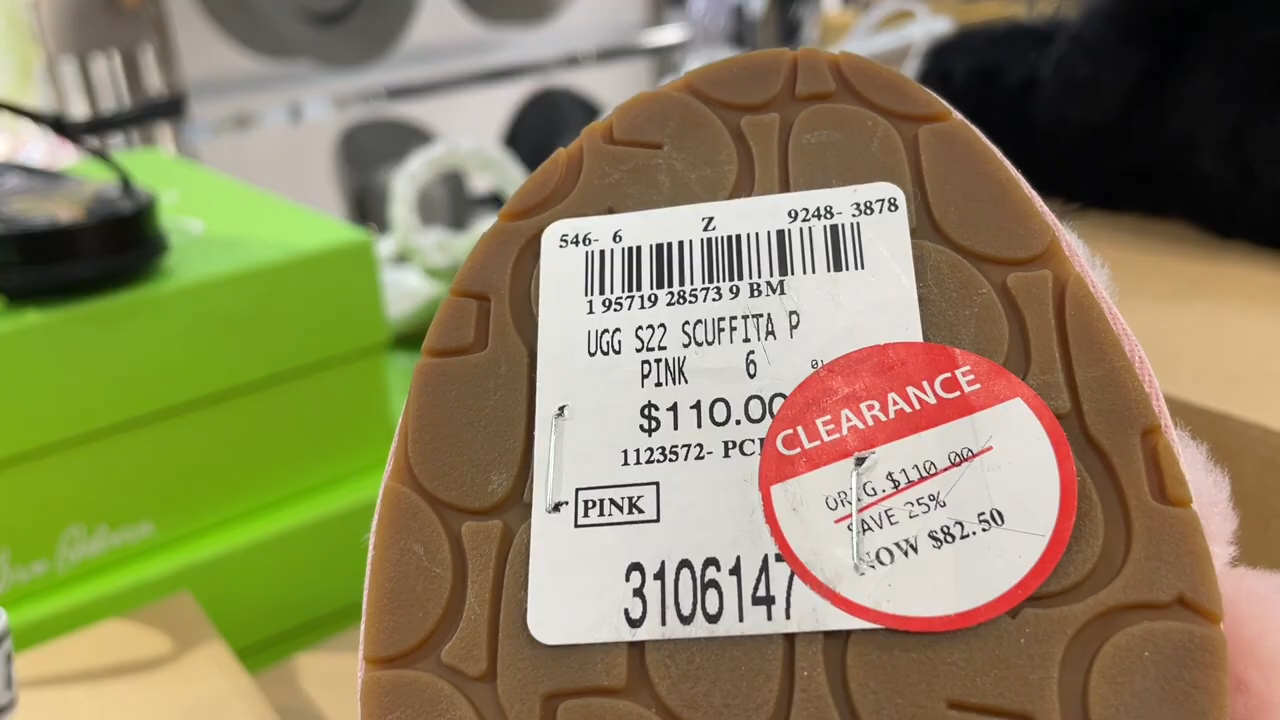 546- 6 Z 9248- 3878
1 95719 28573 9 BM
UGG S22 SCUFFITA P
PINK 6
$110.00
1123572-
PINK
3106147
CLEARANCE
ORIG. $110.00
SAVE 25%
NOW $82.50